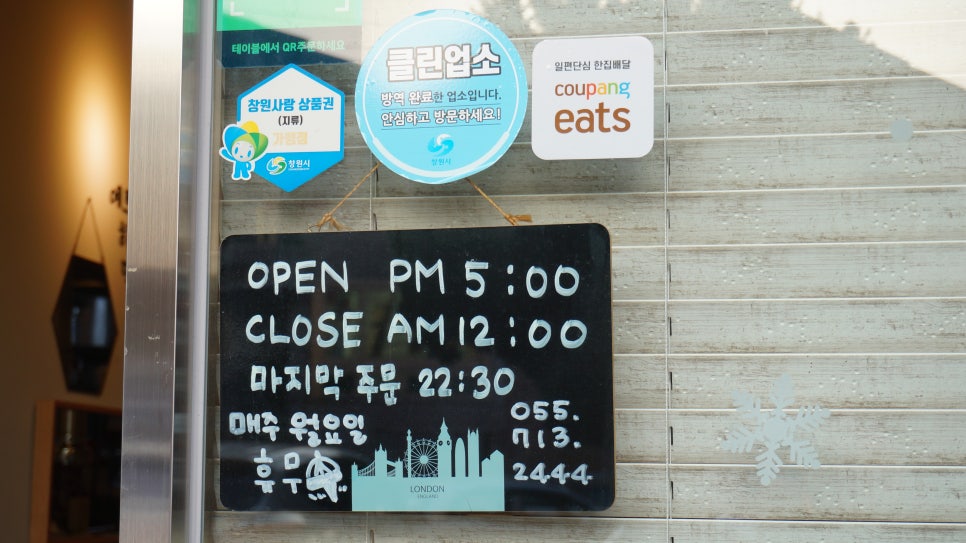 테이블에서 QR주문하세요
창원사랑 상품권
(지류)
가맹점
창원시
클린업소
방역 완료한 업소입니다.
안심하고 방문하세요!
창원시
일편단심 한집배달
coupang
eats
OPEN PM 5:00
CLOSE AM 12:00
마지막 주문 22:30
매주 월요일
휴무
055.
713.
2444
LONDON
ENGLAND